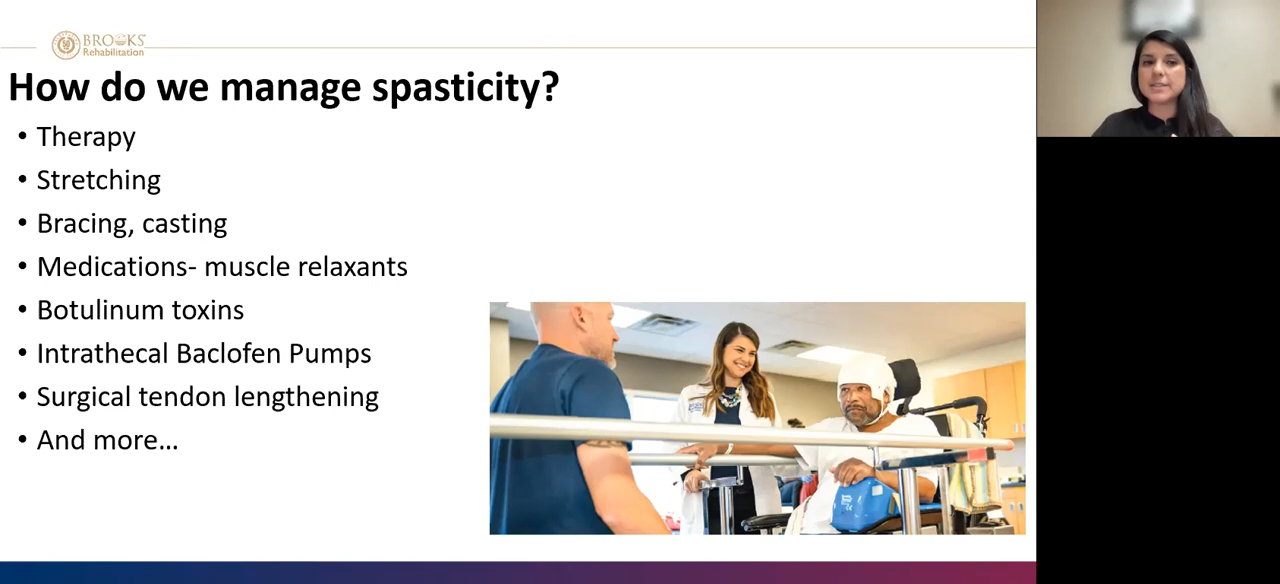 BROOKS
Rehabilitation
How do we manage spasticity?
• Therapy
• Stretching
• Bracing, casting
• Medications- muscle relaxants
• Botulinum toxins
• Intrathecal Baclofen Pumps
• Surgical tendon lengthening
• And more...